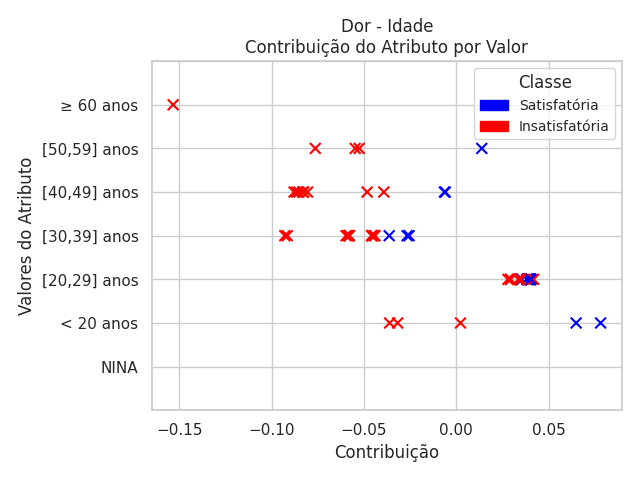 Dor - Idade
Contribuição do Atributo por Valor
Classe
Satisfatória
Insatisfatória
Valores do Atributo
≥ 60 anos
[50,59] anos
[40,49] anos
[30,39] anos
[20,29] anos
< 20 anos
NINA
−0.15
−0.10
−0.05
0.00
0.05
Contribuição